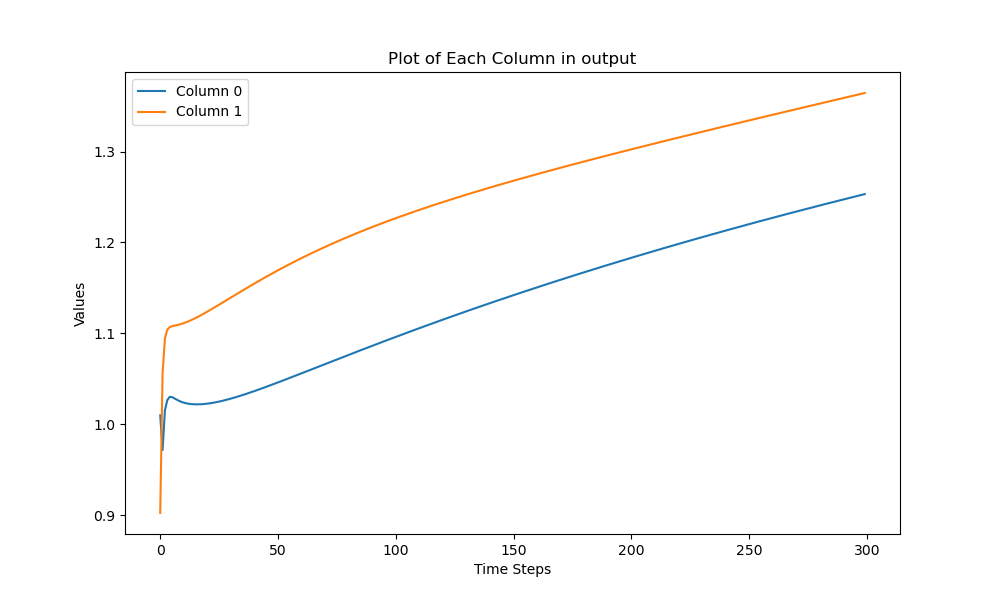 Plot of Each Column in output
Column 0
Column 1
Values
1.3
1.2
1.1
1.0
0.9
0 50 100 150 200 250 300
Time Steps